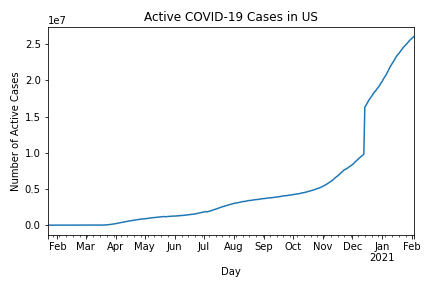 Active COVID-19 Cases in US
1e7
Number of Active Cases
2.5
2.0
1.5
1.0
0.5
0.0
Feb Mar Apr May Jun Jul Aug Sep Oct Nov Dec Jan Feb
2021
Day